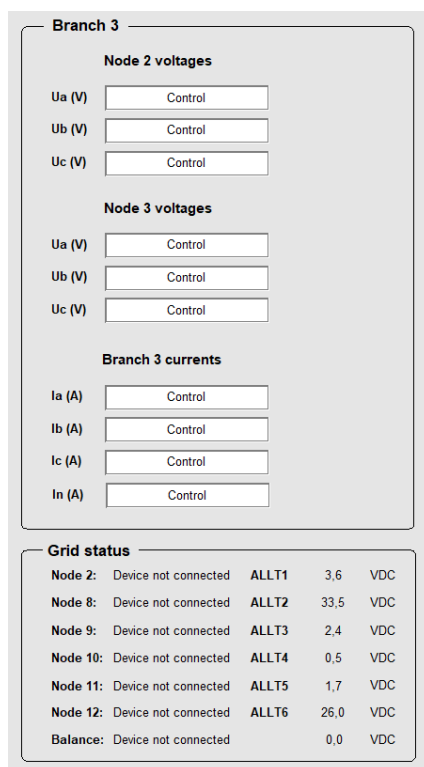 Branch 3
Node 2 voltages
Ua (V) Control
Ub (V) Control
Uc (V) Control
Node 3 voltages
Ua (V) Control
Ub (V) Control
Uc (V) Control
Branch 3 currents
Ia (A) Control
Ib (A) Control
Ic (A) Control
In (A) Control
Grid status
Node 2: Device not connected ALLT1 3,6 VDC
Node 8: Device not connected ALLT2 33,5 VDC
Node 9: Device not connected ALLT3 2,4 VDC
Node 10: Device not connected ALLT4 0,5 VDC
Node 11: Device not connected ALLT5 1,7 VDC
Node 12: Device not connected ALLT6 26,0 VDC
Balance: Device not connected 0,0 VDC